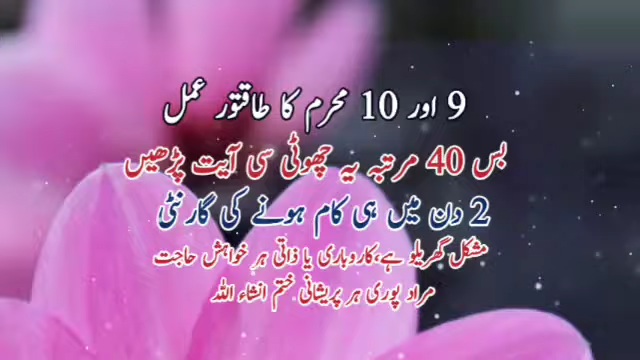 9 اور 10 محرم کا طاقتور عمل
بس 40 مرتبہ یہ چھوٹی سی آیت پڑھیں
2 دن میں ہی کام ہونے کی گارنٹی
مشکل گھریلو ہے،کاروباری یا ذاتی ہر خواہش حاجت
مراد پوری ہر پریشانی ختم انشاء اللہ